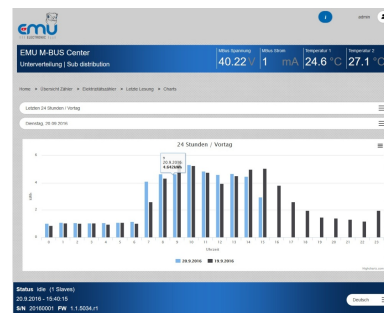 emu
admin
EMU M-BUS Center
Unterverteilung | Sub distribution
MBus Spannung
40.22 V
MBus Strom
1 mA
Temperatur 1
24.6 °C
Temperatur 2
27.1 °C
Home
Übersicht Zähler
Elektrizitätszähler
Letzte Lesung
Charts
Letzten 24 Stunden / Vortag
Dienstag, 20.09.2016
24 Stunden / Vortag
20.9.2016
4.642kWh
kWh
0 1 2 3 4 5 6 7 8 9 10 11 12 13 14 15 16 17 18 19 20 21 22 23
Uhrzeit
20.9.2016 19.9.2016
Status Idle (1 Slaves)
20.9.2016 - 15:40:15
S/N 20160001 FW 1.1.5034.r1
Deutsch